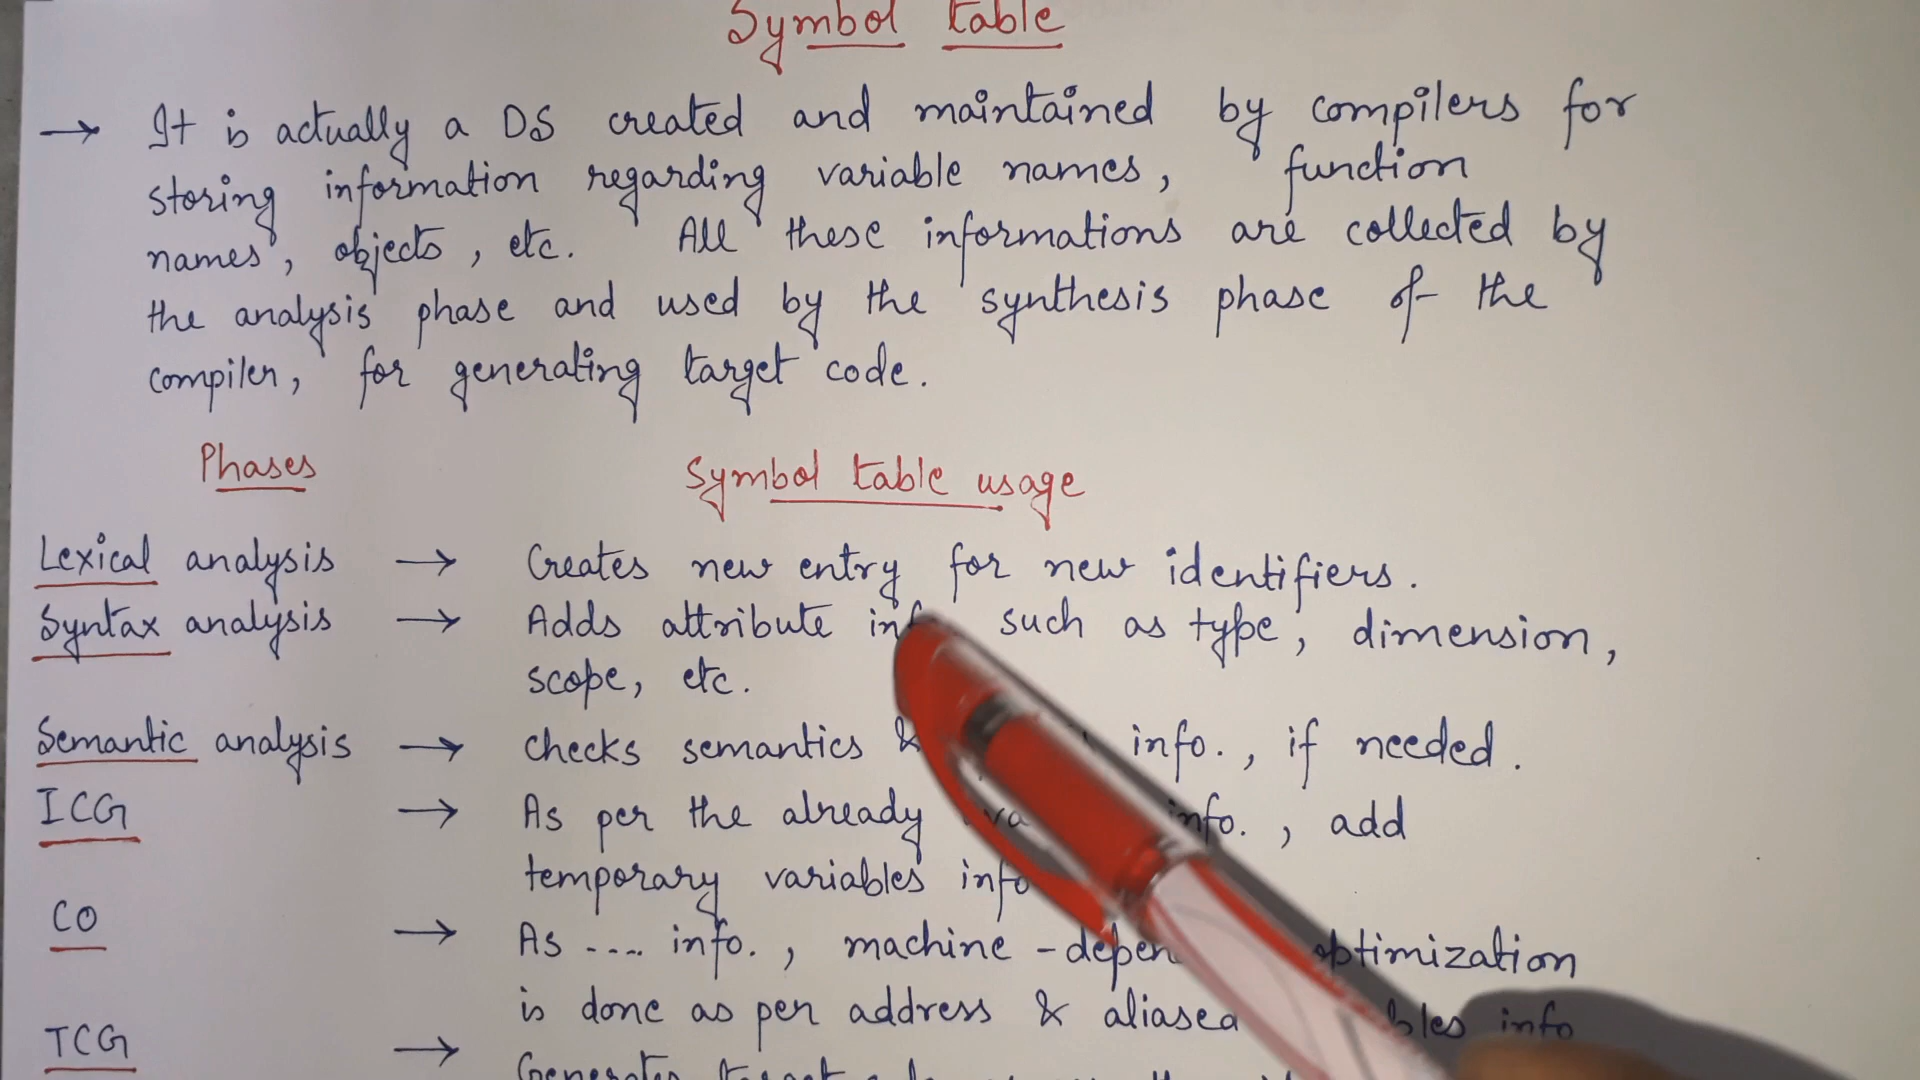 Symbol table
→ It is actually a DS created and maintained by compilers for
storing information regarding variable names, function
names, objects, etc. All these informations are collected by
the analysis phase and used by the synthesis phase of the
compiler, for generating target code.
Phases Symbol table usage
Lexical analysis → Creates new entry for new identifiers.
Syntax analysis → Adds attribute info such as type, dimension,
scope, etc.
Semantic analysis → checks semantics & info., if needed.
ICG → As per the already info., add
temporary variables info
CO → As .... info., machine - optimization
is done as per address & info
TCG → target